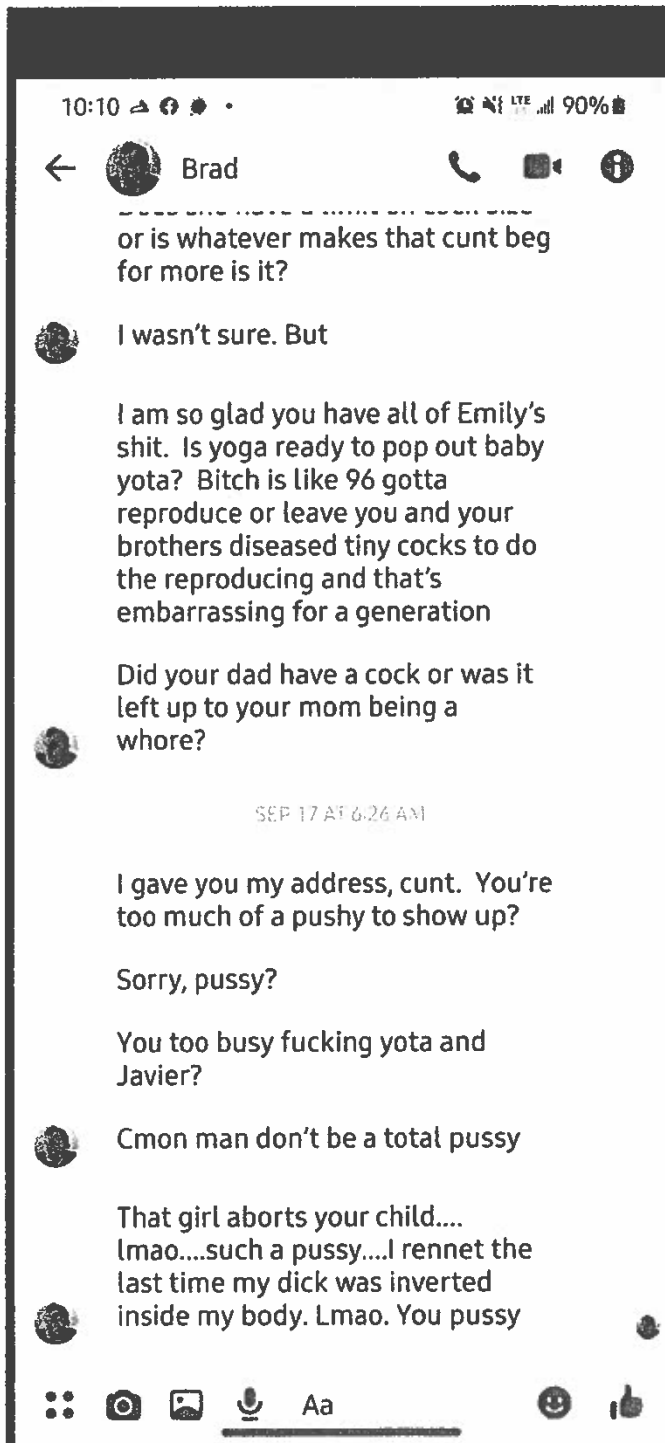 10:10
LTE 90%
Brad
or is whatever makes that cunt beg
for more is it?
I wasn't sure. But
I am so glad you have all of Emily's
shit. Is yoga ready to pop out baby
yota? Bitch is like 96 gotta
reproduce or leave you and your
brothers diseased tiny cocks to do
the reproducing and that's
embarrassing for a generation
Did your dad have a cock or was it
left up to your mom being a
whore?
SEP 17 AT 6:26 AM
I gave you my address, cunt. You're
too much of a pushy to show up?
Sorry, pussy?
You too busy fucking yota and
Javier?
Cmon man don't be a total pussy
That girl aborts your child....
lmao....such a pussy....I rennet the
last time my dick was inverted
inside my body. Lmao. You pussy
Aa